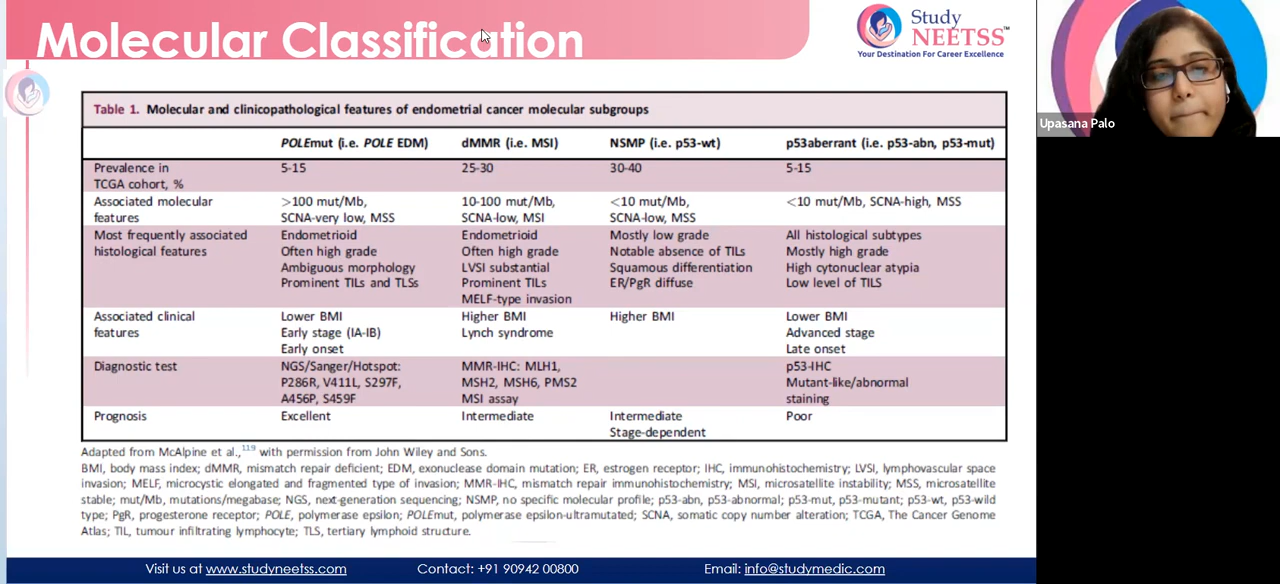 Molecular Classification
Study
NEETSS™
Your Destination For Career Excellence
Upasana Palo
Table 1. Molecular and clinicopathological features of endometrial cancer molecular subgroups
POLEmut (i.e. POLE EDM) dMMR (i.e. MSI) NSMP (i.e. p53-wt) p53aberrant (i.e. p53-abn, p53-mut)
Prevalence in 5-15 25-30 30-40 5-15
TCGA cohort, %
Associated molecular >100 mut/Mb, 10-100 mut/Mb, <10 mut/Mb, <10 mut/Mb, SCNA-high, MSS
features SCNA-very low, MSS SCNA-low, MSI SCNA-low, MSS
Most frequently associated Endometrioid Endometrioid Mostly low grade All histological subtypes
histological features Often high grade Often high grade Notable absence of TILs Mostly high grade
Ambiguous morphology LVSI substantial Squamous differentiation High cytonuclear atypia
Prominent TILs and TLSs Prominent TILs ER/PgR diffuse Low level of TILS
MELF-type invasion
Associated clinical Lower BMI Higher BMI Higher BMI Lower BMI
features Early stage (IA-IB) Lynch syndrome Advanced stage
Early onset Late onset
Diagnostic test NGS/Sanger/Hotspot: MMR-IHC: MLH1, p53-IHC
P286R, V411L, S297F, MSH2, MSH6, PMS2 Mutant-like/abnormal
A456P, S459F MSI assay staining
Prognosis Excellent Intermediate Intermediate Poor
Stage-dependent
Adapted from McAlpine et al.,119 with permission from John Wiley and Sons.
BMI, body mass index; dMMR, mismatch repair deficient; EDM, exonuclease domain mutation; ER, estrogen receptor; IHC, immunohistochemistry; LVSI, lymphovascular space
invasion; MELF, microcystic elongated and fragmented type of invasion; MMR-IHC, mismatch repair immunohistochemistry; MSI, microsatellite instability; MSS, microsatellite
stable; mut/Mb, mutations/megabase; NGS, next-generation sequencing; NSMP, no specific molecular profile; p53-abn, p53-abnormal; p53-mut, p53-mutant; p53-wt, p53-wild
type; PgR, progesterone receptor; POLE, polymerase epsilon; POLEmut, polymerase epsilon-ultramutated; SCNA, somatic copy number alteration; TCGA, The Cancer Genome
Atlas; TIL, tumour infiltrating lymphocyte; TLS, tertiary lymphoid structure.
Visit us at www.studyneetss.com Contact: +91 90942 00800 Email: info@studymedic.com